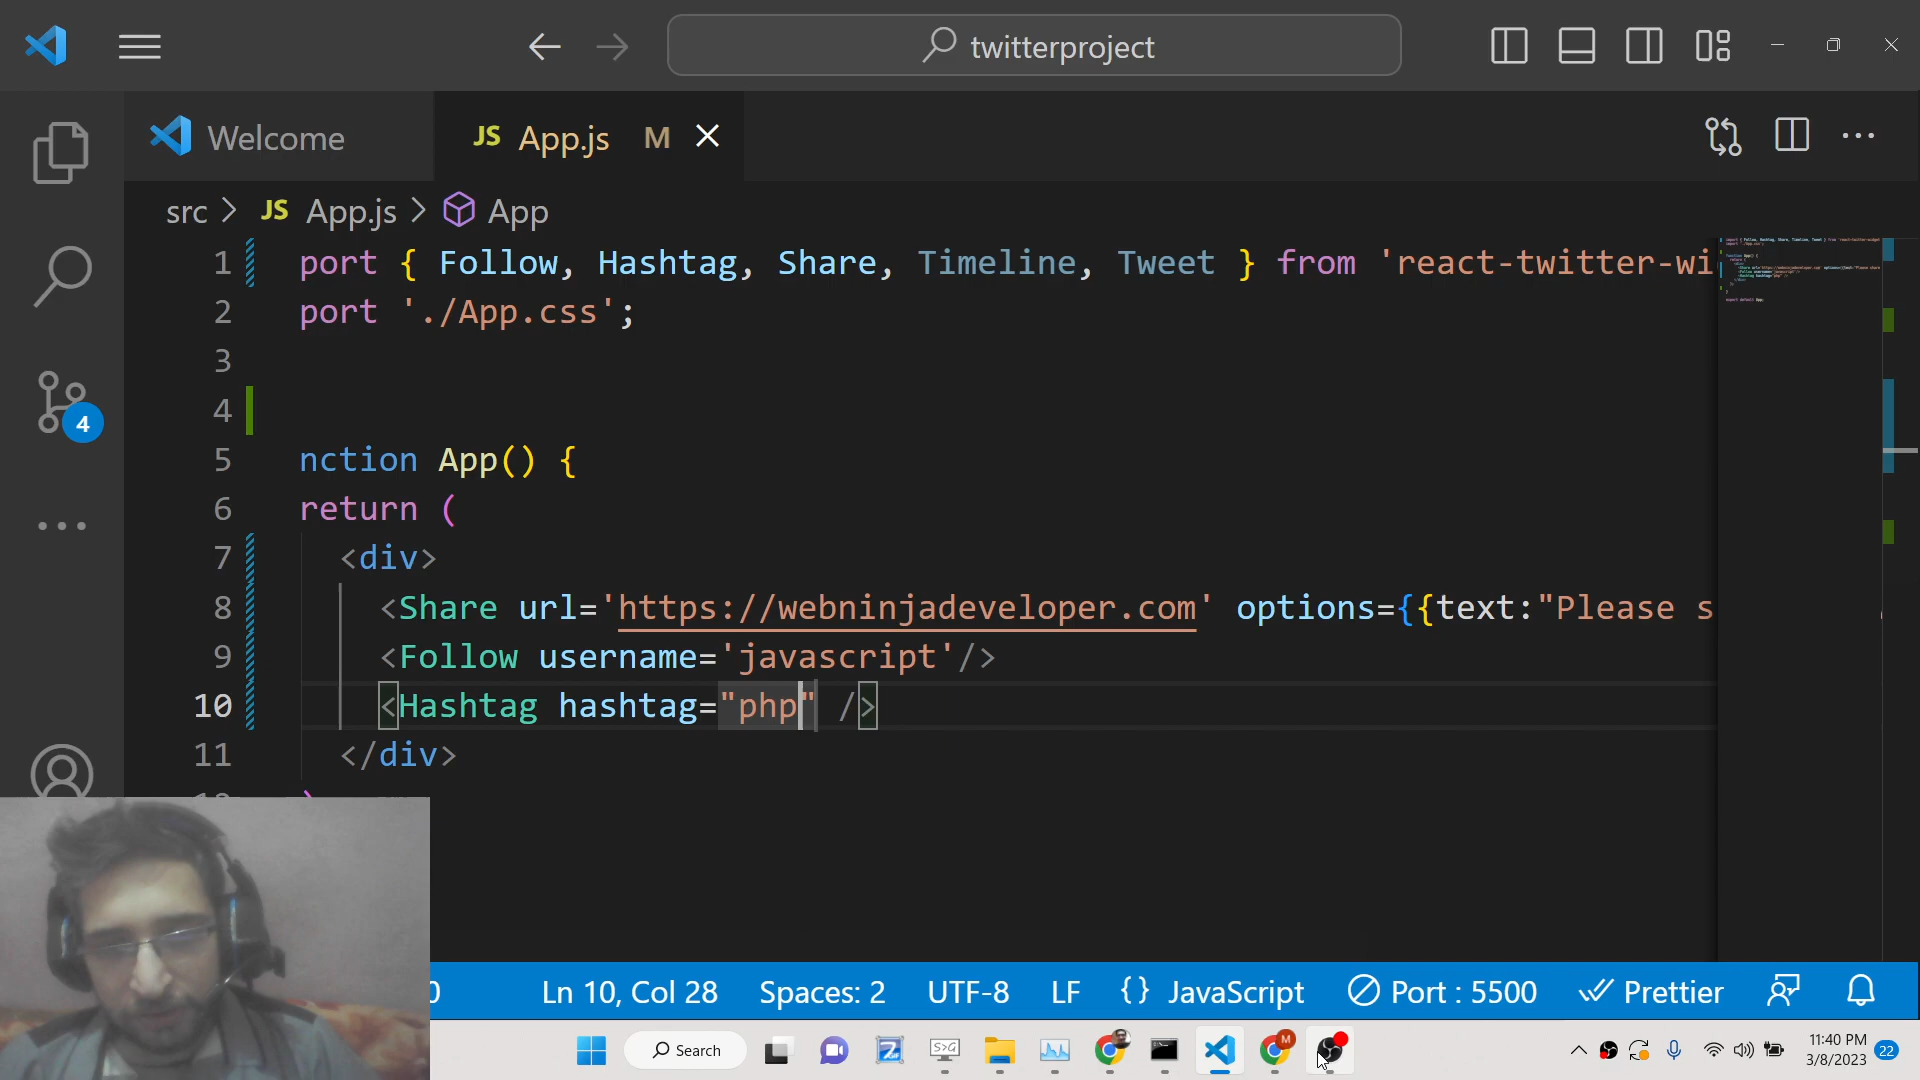 twitterproject
Welcome
JS App.js M
src > JS App.js > App
1 port { Follow, Hashtag, Share, Timeline, Tweet } from 'react-twitter-wi
2 port './App.css';
3
4
5 nction App() {
6 return (
7 <div>
8 <Share url='https://webninjadeveloper.com' options={{text:"Please s
9 <Follow username='javascript'/>
10 <Hashtag hashtag="php" />
11 </div>
4
Ln 10, Col 28 Spaces: 2 UTF-8 LF {} JavaScript Port : 5500 Prettier
Search
11:40 PM
3/8/2023
22